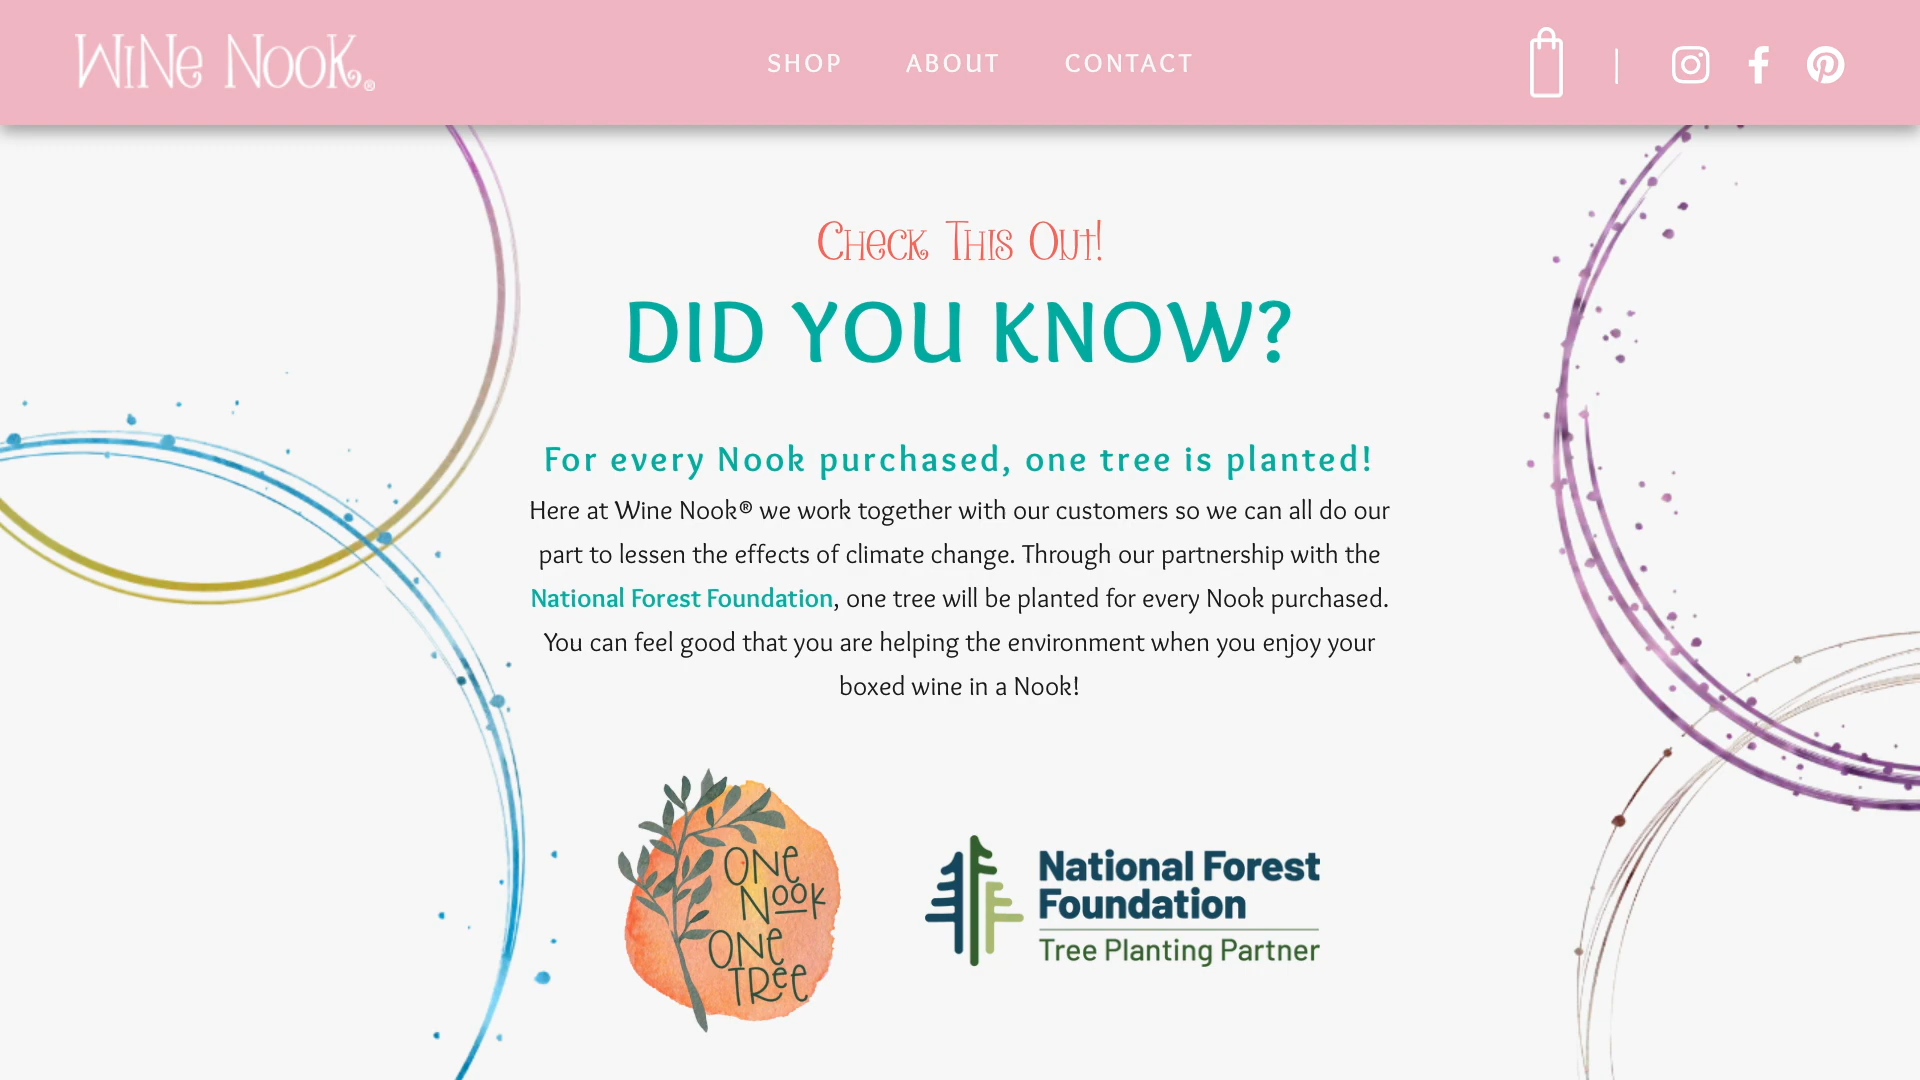 WiNe Nook®
SHOP
ABOUT
CONTACT
Check This Out!
DID YOU KNOW?
For every Nook purchased, one tree is planted!
Here at Wine Nook® we work together with our customers so we can all do our
part to lessen the effects of climate change. Through our partnership with the
National Forest Foundation, one tree will be planted for every Nook purchased.
You can feel good that you are helping the environment when you enjoy your
boxed wine in a Nook!
ONe
Nook
ONe
TRee
National Forest
Foundation
Tree Planting Partner